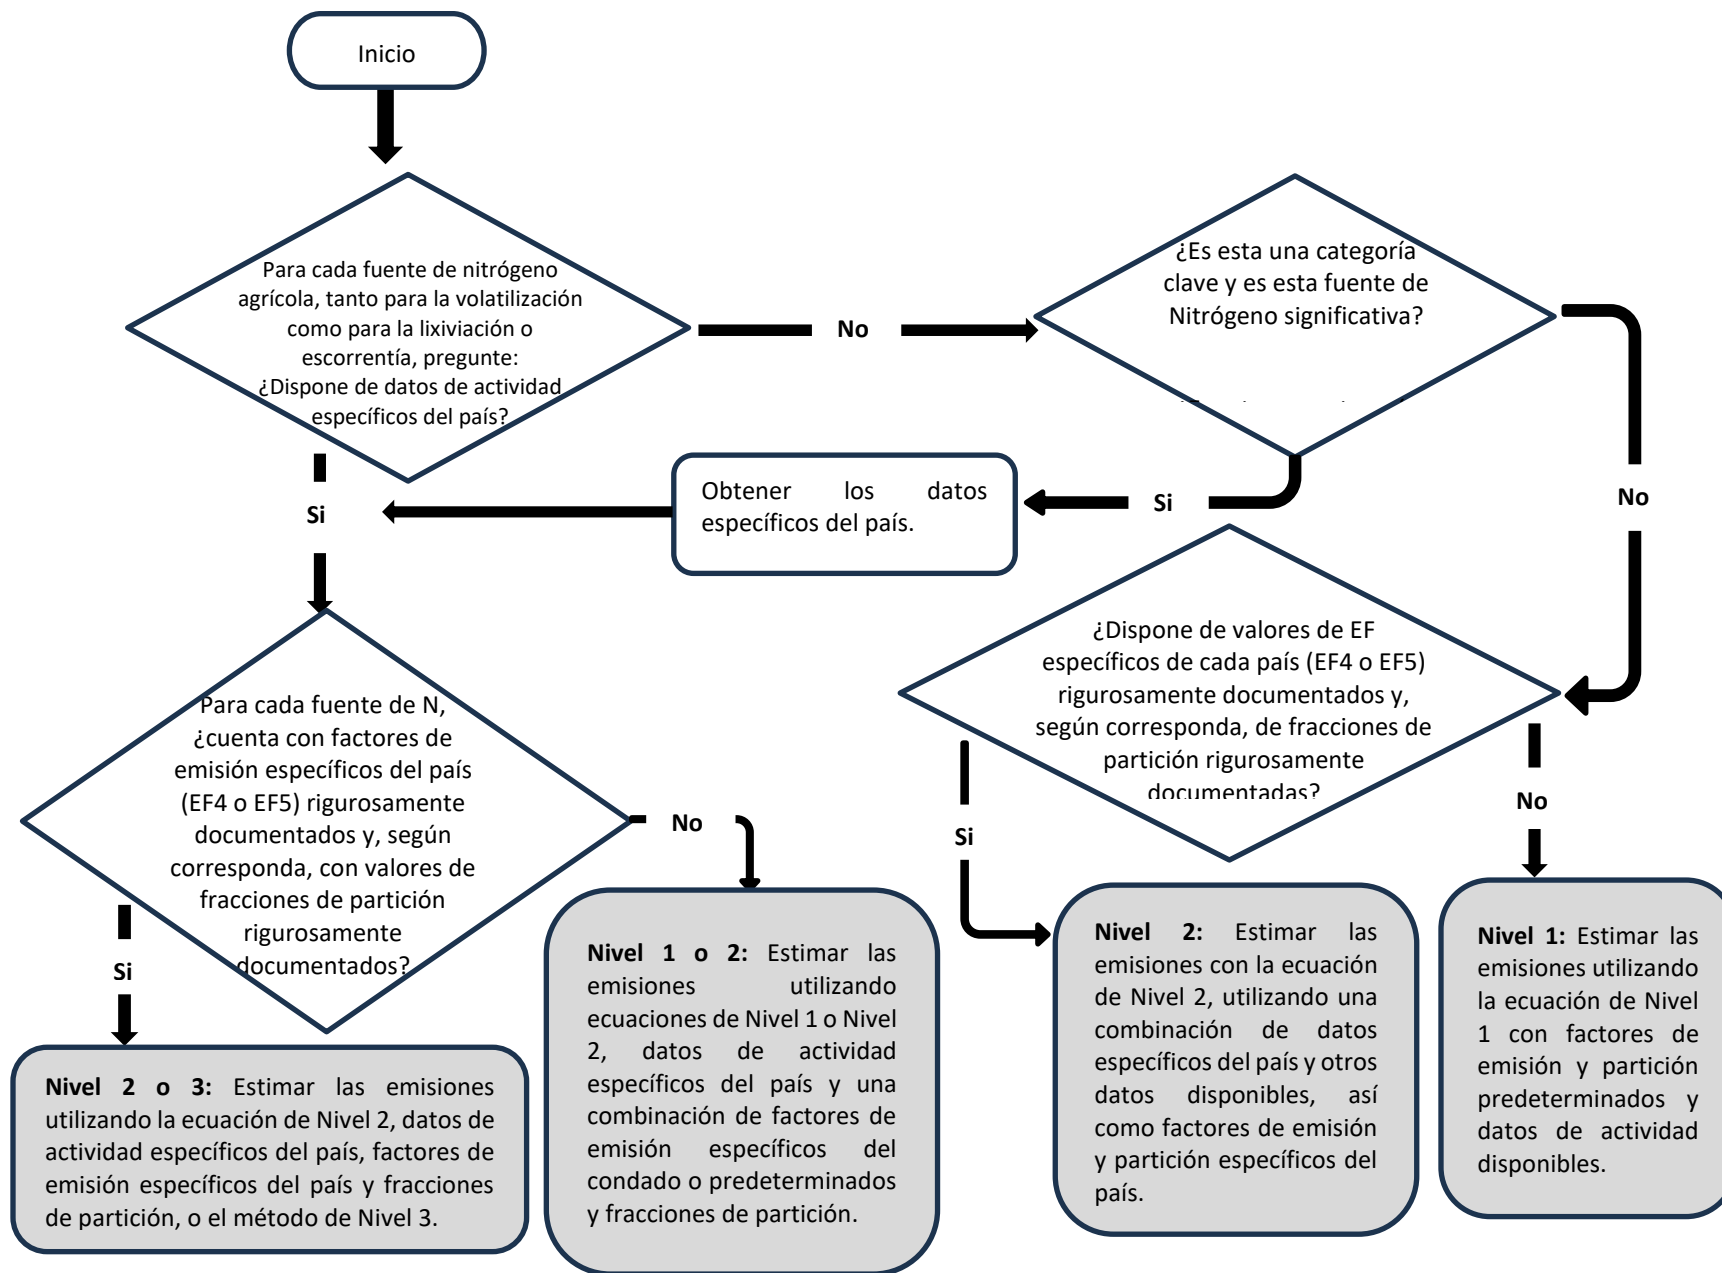 Inicio
Para cada fuente de nitrógeno
agrícola, tanto para la volatilización
como para la lixiviación o
escorrentía, pregunte:
¿Dispone de datos de actividad
específicos del país?
No
¿Es esta una categoría
clave y es esta fuente de
Nitrógeno significativa?
Si
Obtener los datos
específicos del país.
Si
No
¿Dispone de valores de EF
específicos de cada país (EF4 o EF5)
rigurosamente documentados y,
según corresponda, de fracciones de
partición rigurosamente
documentadas?
Para cada fuente de N,
¿cuenta con factores de
emisión específicos del país
(EF4 o EF5) rigurosamente
documentados y, según
corresponda, con valores de
fracciones de partición
rigurosamente
documentados?
No
Si
No
Si
Nivel 2 o 3: Estimar las emisiones
utilizando la ecuación de Nivel 2, datos de
actividad específicos del país, factores de
emisión específicos del país y fracciones
de partición, o el método de Nivel 3.
Nivel 1 o 2: Estimar las
emisiones utilizando
ecuaciones de Nivel 1 o Nivel
2, datos de actividad
específicos del país y una
combinación de factores de
emisión específicos del
condado o predeterminados
y fracciones de partición.
Nivel 2: Estimar las
emisiones con la ecuación
de Nivel 2, utilizando una
combinación de datos
específicos del país y otros
datos disponibles, así
como factores de emisión
y partición específicos del
país.
Nivel 1: Estimar las
emisiones utilizando
la ecuación de Nivel
1 con factores de
emisión y partición
predeterminados y
datos de actividad
disponibles.